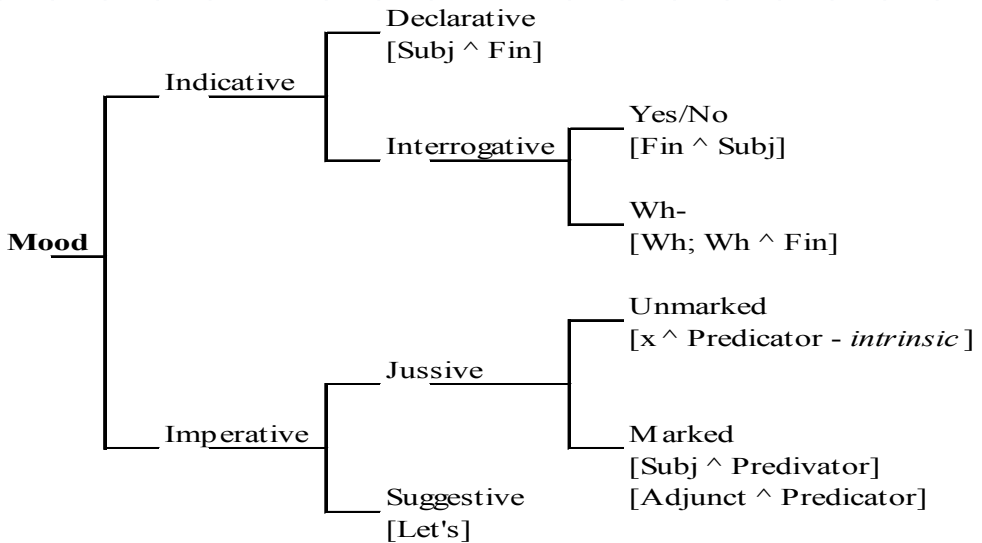 Declarative
[Subj ^ Fin]
Indicative
Yes/No
[Fin ^ Subj]
Interrogative
Wh-
[Wh; Wh ^ Fin]
Mood
Unmarked
[x ^ Predicator - intrinsic]
Jussive
Imperative
Marked
[Subj ^ Predivator]
[Adjunct ^ Predicator]
Suggestive
[Let's]